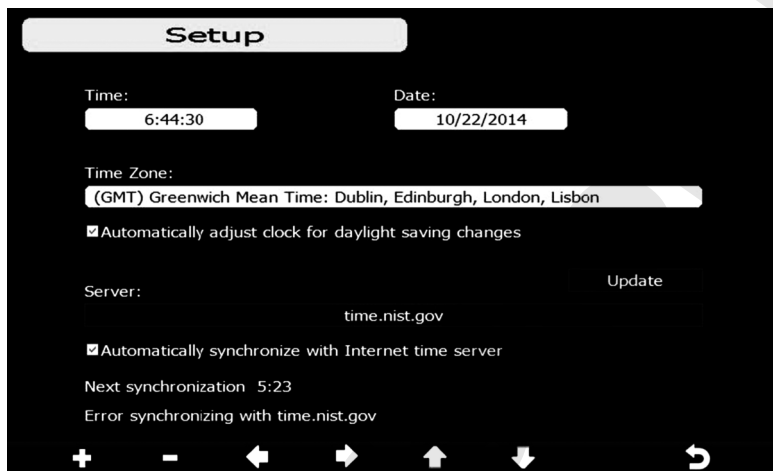 Setup
Time: Date:
6:44:30 10/22/2014
Time Zone:
(GMT) Greenwich Mean Time: Dublin, Edinburgh, London, Lisbon
Automatically adjust clock for daylight saving changes
Update
Server:
time.nist.gov
Automatically synchronize with Internet time server
Next synchronization 5:23
Error synchronizing with time.nist.gov